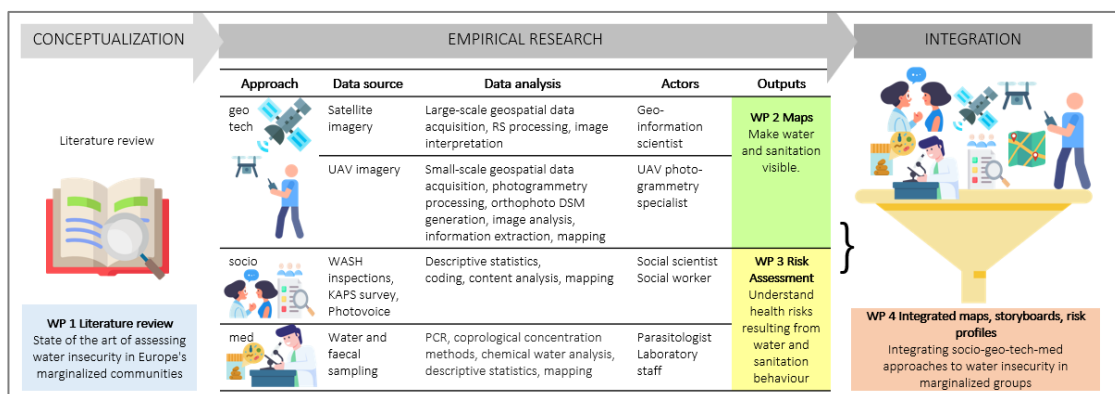 CONCEPTUALIZATION
EMPIRICAL RESEARCH
INTEGRATION
Literature review
WP 1 Literature review
State of the art of assessing
water insecurity in Europe's
marginalized communities
Approach Data source Data analysis Actors Outputs
geo
tech
Satellite
imagery
Large-scale geospatial data
acquisition, RS processing, image
interpretation
Geo-
information
scientist
UAV imagery
Small-scale geospatial data
acquisition, photogrammetry
processing, orthophoto DSM
generation, image analysis,
information extraction, mapping
UAV photo-
grammetry
specialist
WP 2 Maps
Make water
and sanitation
visible.
socio
WASH
inspections,
KAPS survey,
Photovoice
Descriptive statistics,
coding, content analysis, mapping
Social scientist
Social worker
med
Water and
faecal
sampling
PCR, coprological concentration
methods, chemical water analysis,
descriptive statistics, mapping
Parasitologist
Laboratory
staff
WP 3 Risk
Assessment
Understand
health risks
resulting from
water and
sanitation
behaviour
}
WP 4 Integrated maps, storyboards, risk
profiles
Integrating socio-geo-tech-med
approaches to water insecurity in
marginalized groups